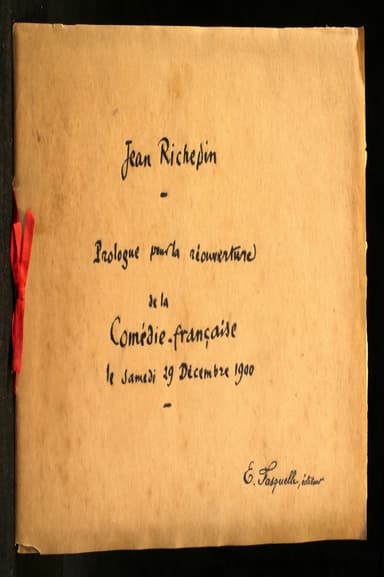 Jean Richepin
-
Prologue pour la réouverture
de la
Comédie-française
le Samedi 29 Décembre 1900
-
E. Fasquelle, éditeur